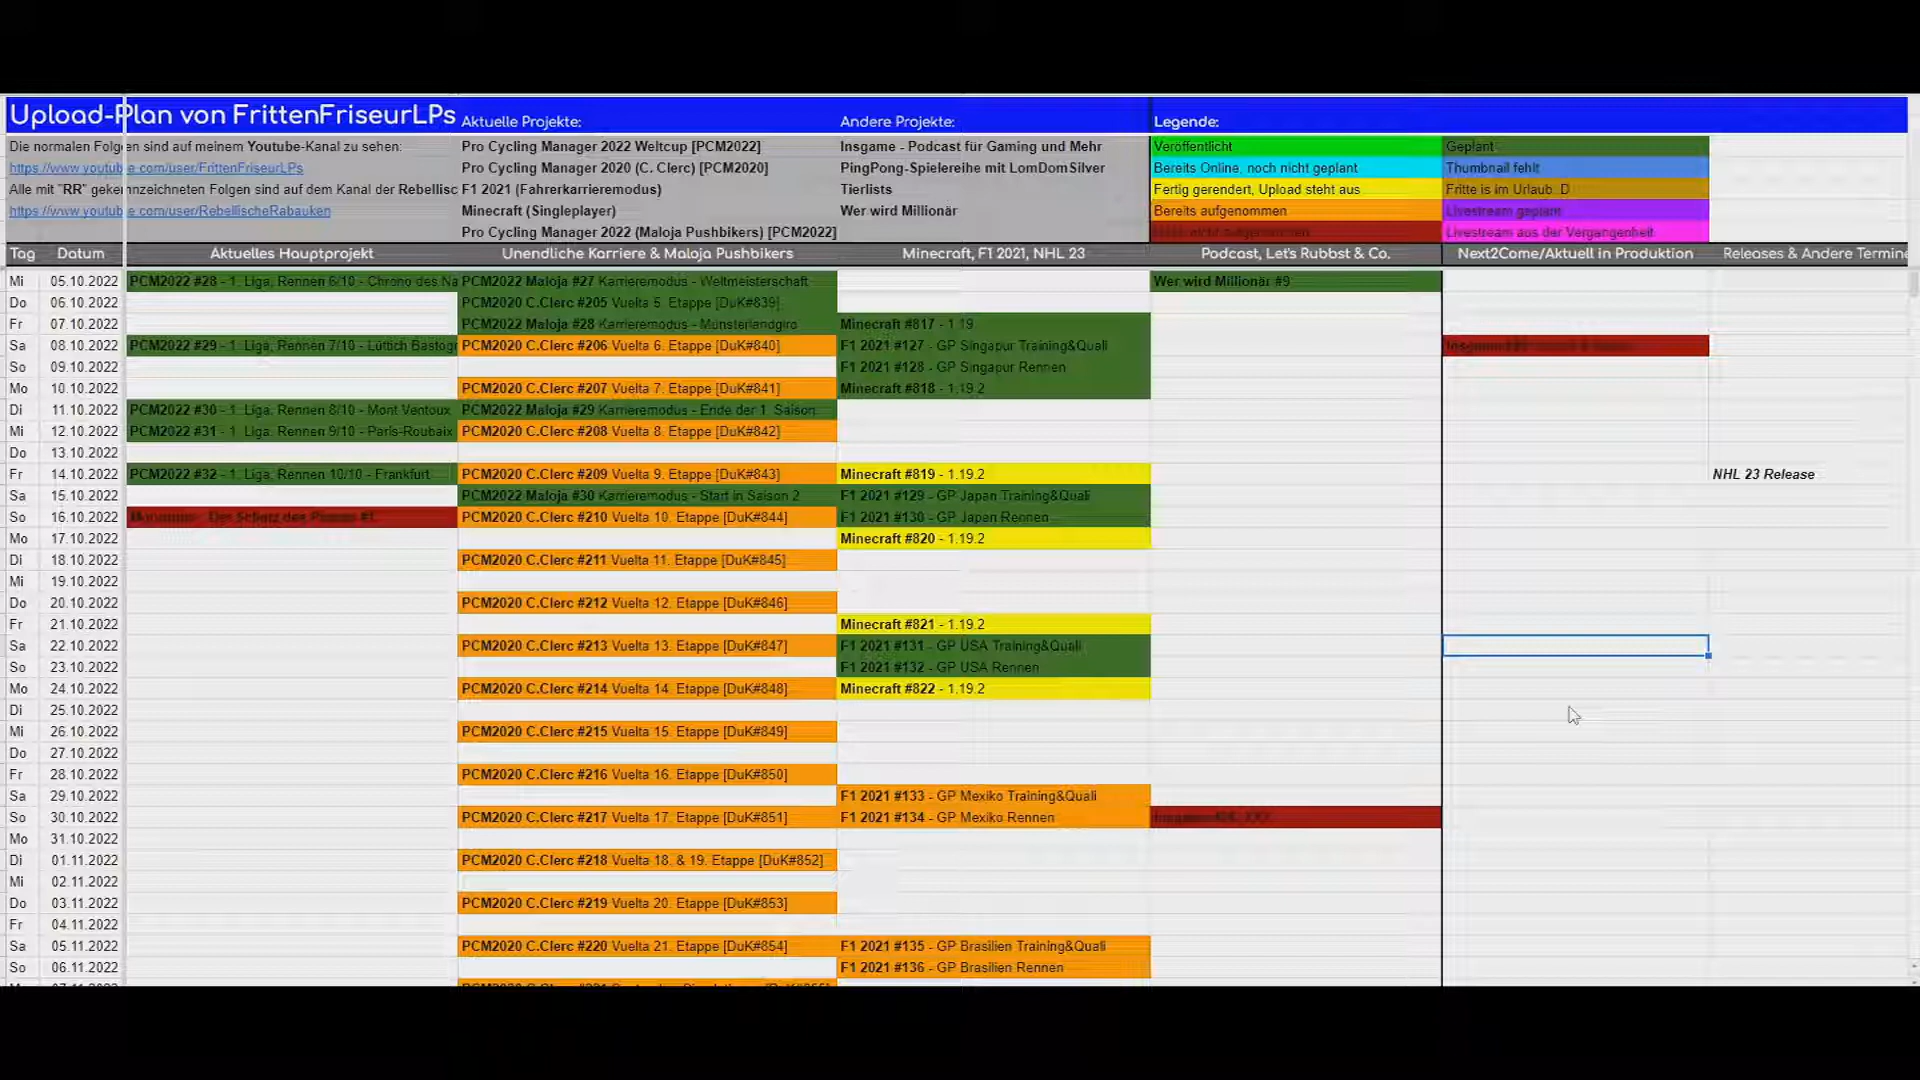 Upload-Plan von FrittenFriseurLPs Aktuelle Projekte: Andere Projekte: Legende:
Die normalen Folgen sind auf meinem Youtube-Kanal zu sehen: Pro Cycling Manager 2022 Weltcup [PCM2022] Insgame - Podcast für Gaming und Mehr Veröffentlicht Geplant
https://www.youtube.com/user/FrittenFriseurLPs Pro Cycling Manager 2020 (C. Clerc) [PCM2020] PingPong-Spielereihe mit LomDomSilver Bereits Online, noch nicht geplant Thumbnail fehlt
Alle mit "RR" gekennzeichneten Folgen sind auf dem Kanal der Rebellisc F1 2021 (Fahrerkarrieremodus) Tierlists Fertig gerendert, Upload steht aus Fritte is im Urlaub :D
https://www.youtube.com/user/RebellischeRabauken Minecraft (Singleplayer) Wer wird Millionär Bereits aufgenommen Livestream geplant
Pro Cycling Manager 2022 (Maloja Pushbikers) [PCM2022] nicht aufgenommen Livestream aus der Vergangenheit
Tag Datum Aktuelles Hauptprojekt Unendliche Karriere & Maloja Pushbikers Minecraft, F1 2021, NHL 23 Podcast, Let's Rubbst & Co. Next2Come/Aktuell in Produktion Releases & Andere Termine
Mi 05.10.2022 PCM2022 #28 - 1. Liga, Rennen 6/10 - Chrono des Na PCM2022 Maloja #27 Karrieremodus - Weltmeisterschaft Wer wird Millionär #9
Do 06.10.2022 PCM2020 C.Clerc #205 Vuelta 5. Etappe [DuK#839]
Fr 07.10.2022 PCM2022 Maloja #28 Karrieremodus - Münsterlandgiro Minecraft #817 - 1.19
Sa 08.10.2022 PCM2022 #29 - 1. Liga, Rennen 7/10 - Lüttich Bastogn PCM2020 C.Clerc #206 Vuelta 6. Etappe [DuK#840] F1 2021 #127 - GP Singapur Training&Quali
So 09.10.2022 F1 2021 #128 - GP Singapur Rennen
Mo 10.10.2022 PCM2020 C.Clerc #207 Vuelta 7. Etappe [DuK#841] Minecraft #818 - 1.19.2
Di 11.10.2022 PCM2022 #30 - 1. Liga, Rennen 8/10 - Mont Ventoux PCM2022 Maloja #29 Karrieremodus - Ende der 1. Saison
Mi 12.10.2022 PCM2022 #31 - 1. Liga, Rennen 9/10 - Paris-Roubaix PCM2020 C.Clerc #208 Vuelta 8. Etappe [DuK#842]
Do 13.10.2022
Fr 14.10.2022 PCM2022 #32 - 1. Liga, Rennen 10/10 - Frankfurt PCM2020 C.Clerc #209 Vuelta 9. Etappe [DuK#843] Minecraft #819 - 1.19.2 NHL 23 Release
Sa 15.10.2022 PCM2022 Maloja #30 Karrieremodus - Start in Saison 2 F1 2021 #129 - GP Japan Training&Quali
So 16.10.2022 Der Schatz des PCM2020 C.Clerc #210 Vuelta 10. Etappe [DuK#844] F1 2021 #130 - GP Japan Rennen
Mo 17.10.2022 Minecraft #820 - 1.19.2
Di 18.10.2022 PCM2020 C.Clerc #211 Vuelta 11. Etappe [DuK#845]
Mi 19.10.2022
Do 20.10.2022 PCM2020 C.Clerc #212 Vuelta 12. Etappe [DuK#846]
Fr 21.10.2022 Minecraft #821 - 1.19.2
Sa 22.10.2022 PCM2020 C.Clerc #213 Vuelta 13. Etappe [DuK#847] F1 2021 #131 - GP USA Training&Quali
So 23.10.2022 F1 2021 #132 - GP USA Rennen
Mo 24.10.2022 PCM2020 C.Clerc #214 Vuelta 14. Etappe [DuK#848] Minecraft #822 - 1.19.2
Di 25.10.2022
Mi 26.10.2022 PCM2020 C.Clerc #215 Vuelta 15. Etappe [DuK#849]
Do 27.10.2022
Fr 28.10.2022 PCM2020 C.Clerc #216 Vuelta 16. Etappe [DuK#850]
Sa 29.10.2022 F1 2021 #133 - GP Mexiko Training&Quali
So 30.10.2022 PCM2020 C.Clerc #217 Vuelta 17. Etappe [DuK#851] F1 2021 #134 - GP Mexiko Rennen
Mo 31.10.2022
Di 01.11.2022 PCM2020 C.Clerc #218 Vuelta 18. & 19. Etappe [DuK#852]
Mi 02.11.2022
Do 03.11.2022 PCM2020 C.Clerc #219 Vuelta 20. Etappe [DuK#853]
Fr 04.11.2022
Sa 05.11.2022 PCM2020 C.Clerc #220 Vuelta 21. Etappe [DuK#854] F1 2021 #135 - GP Brasilien Training&Quali
So 06.11.2022 F1 2021 #136 - GP Brasilien Rennen